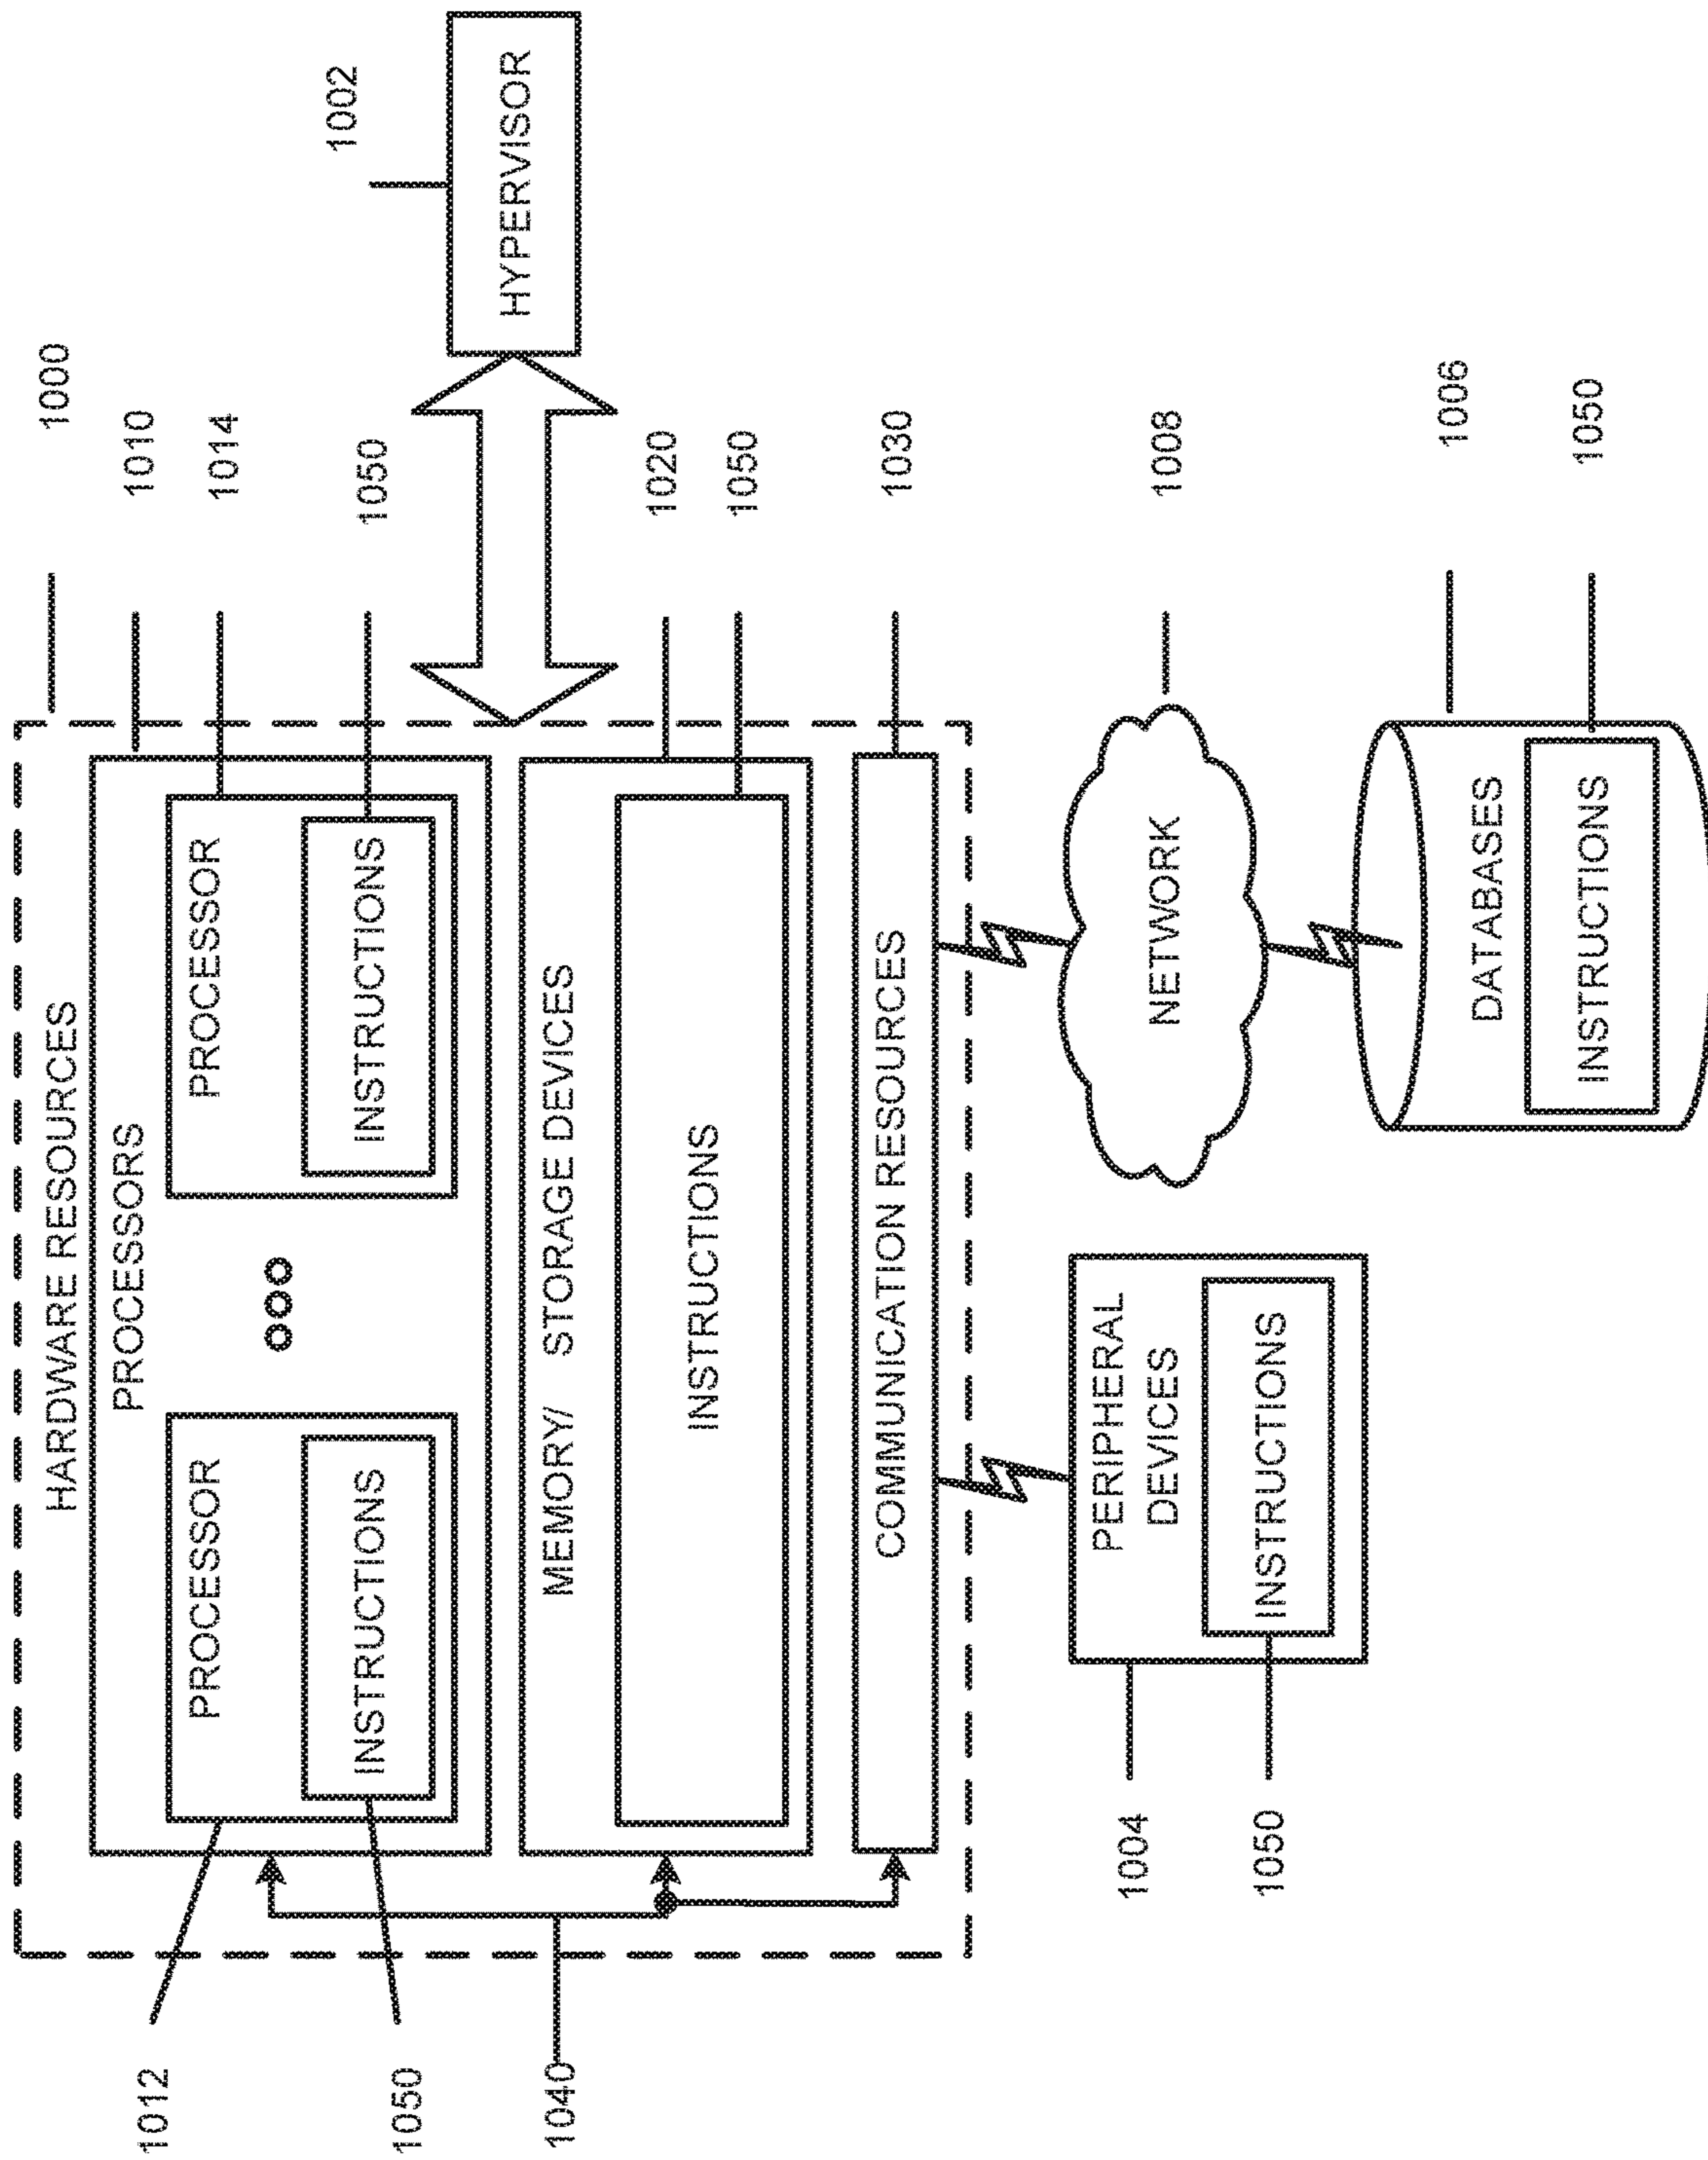 HARDWARE RESOURCES
1000
PROCESSORS
1010
1012
PROCESSOR
PROCESSOR
1014
1002
1050
INSTRUCTIONS
INSTRUCTIONS
1050
HYPERVISOR
1040
MEMORY/ STORAGE DEVICES
1020
INSTRUCTIONS
1050
COMMUNICATION RESOURCES
1030
1004
PERIPHERAL
DEVICES
NETWORK
1008
1050
INSTRUCTIONS
1006
DATABASES
INSTRUCTIONS
1050